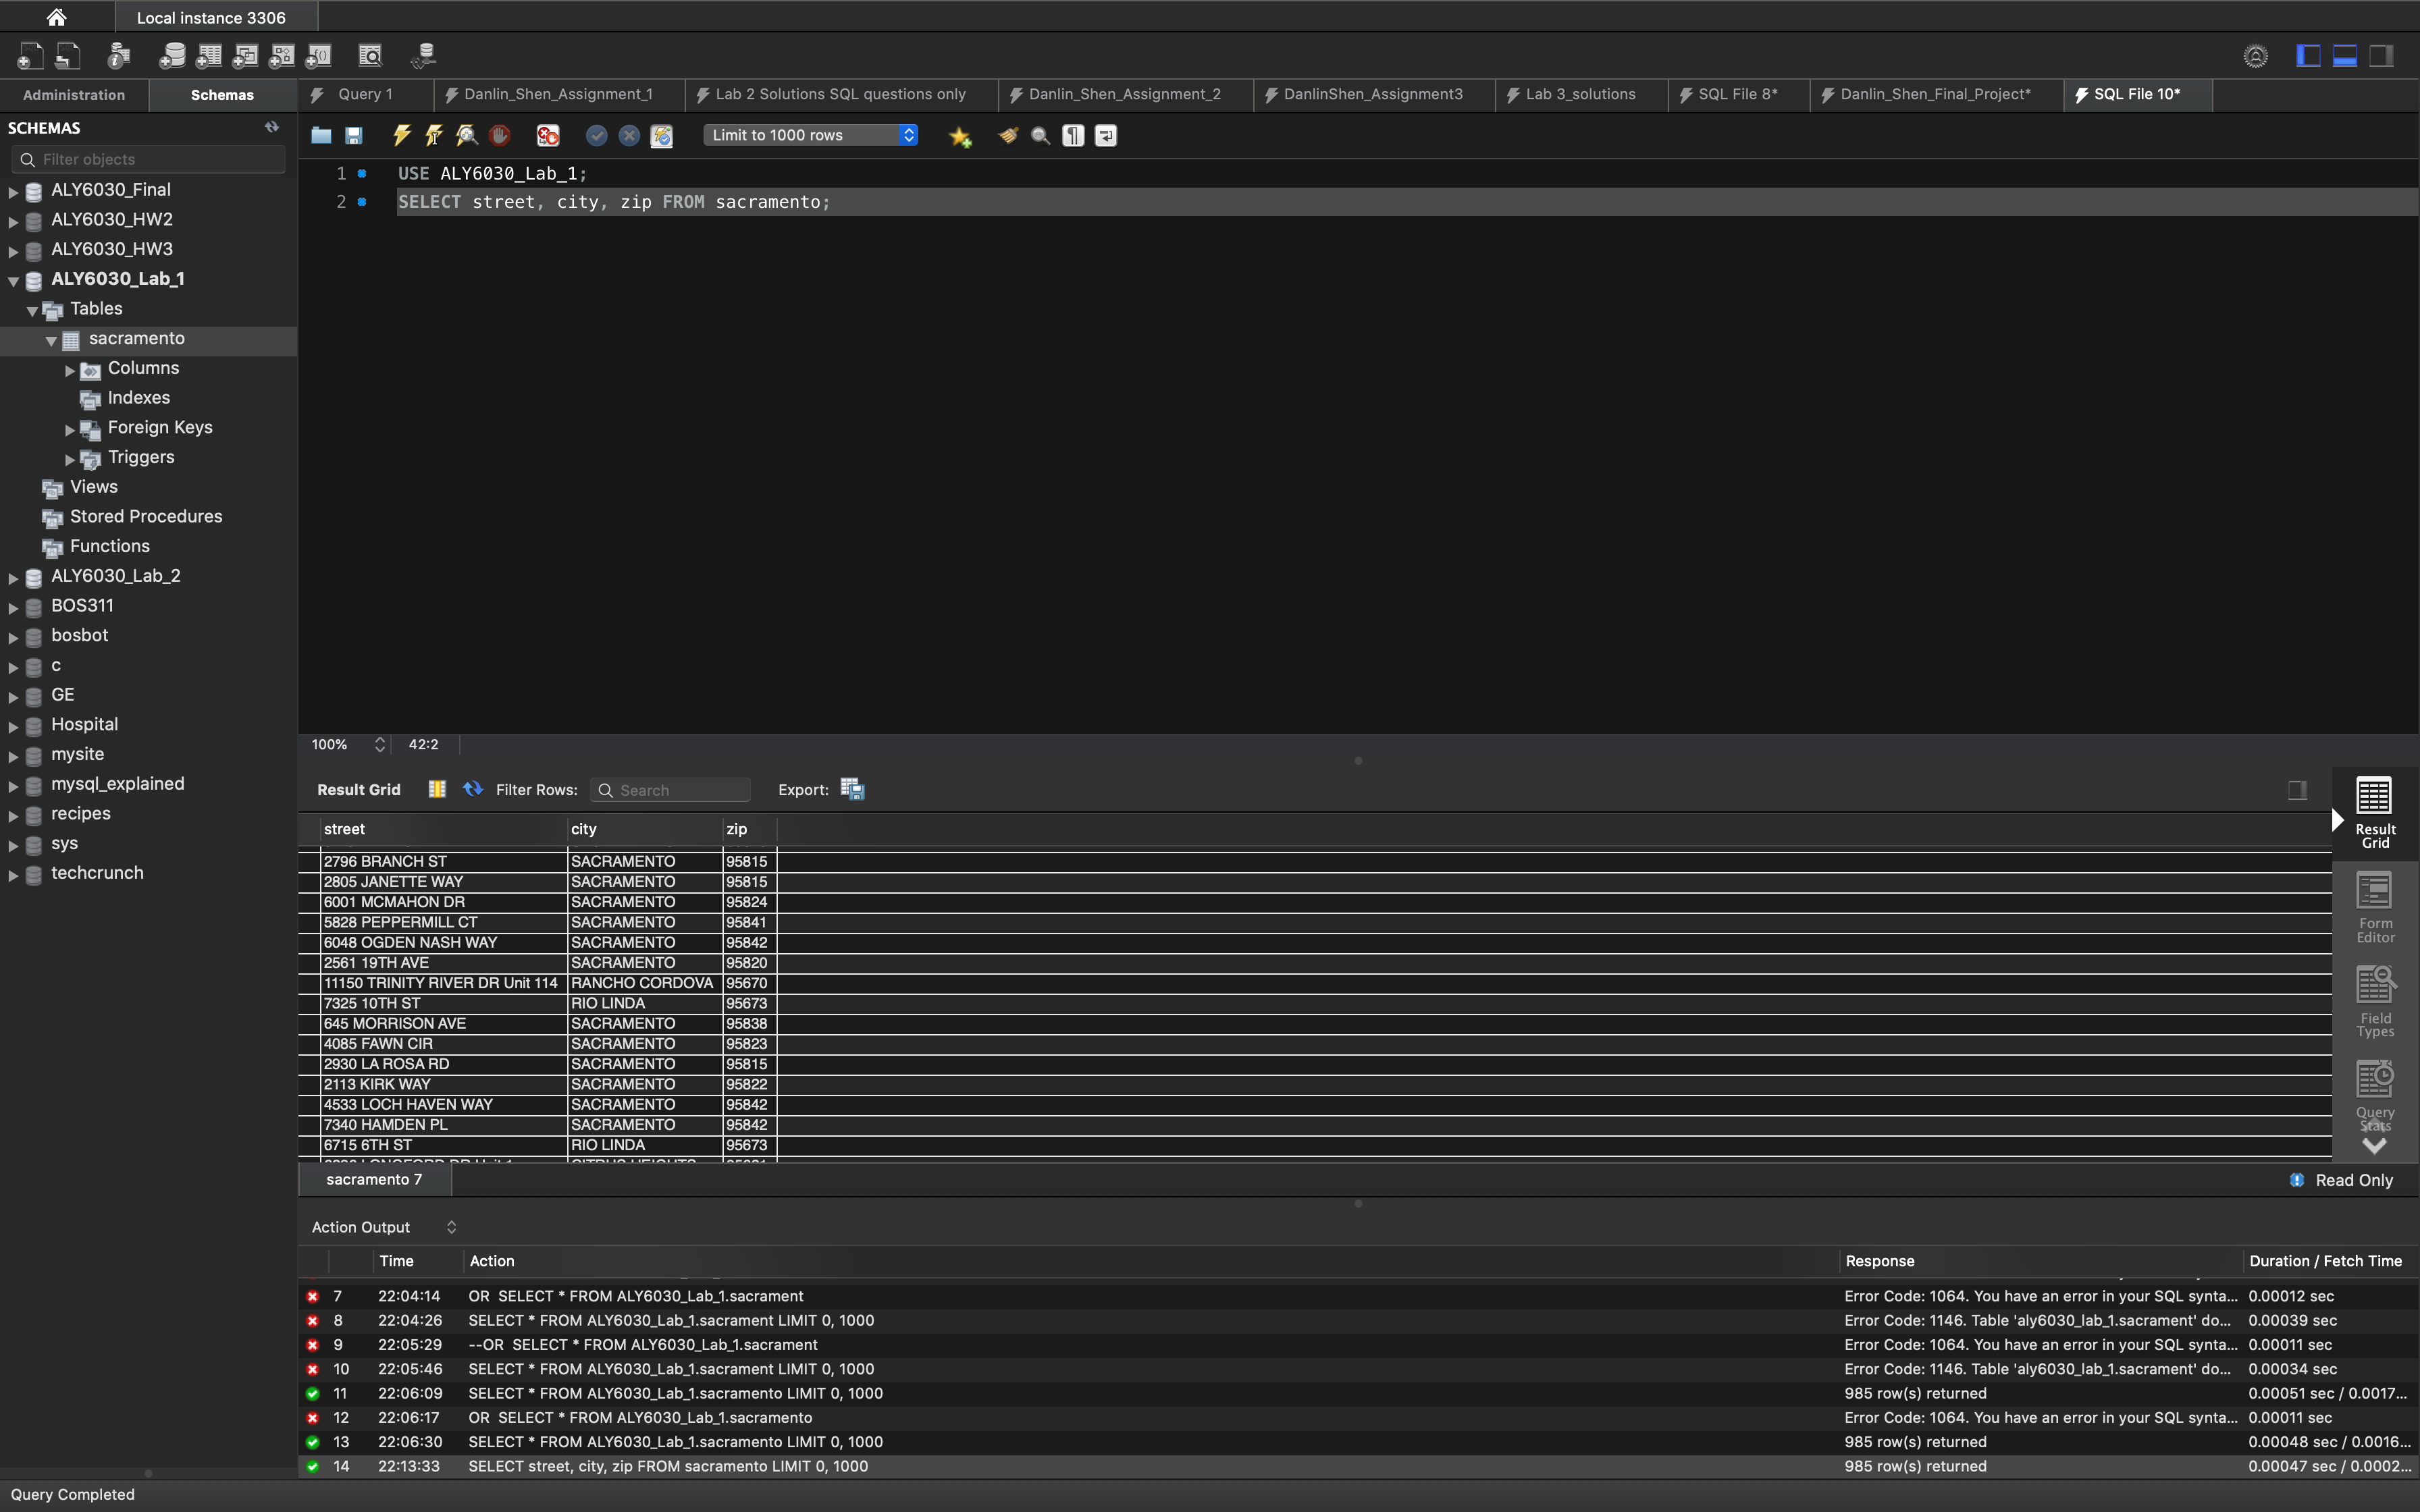 Local instance 3306
Administration Schemas Query 1 Danlin_Shen_Assignment_1 Lab 2 Solutions SQL questions only Danlin_Shen_Assignment_2 DanlinShen_Assignment3 Lab 3_solutions SQL File 8* Danlin_Shen_Final_Project* SQL File 10*
SCHEMAS
Limit to 1000 rows
Filter objects
1 USE ALY6030_Lab_1;
2 SELECT street, city, zip FROM sacramento;
ALY6030_Final
ALY6030_HW2
ALY6030_HW3
ALY6030_Lab_1
Tables
sacramento
Columns
Indexes
Foreign Keys
Triggers
Views
Stored Procedures
Functions
ALY6030_Lab_2
BOS311
bosbot
c
GE
Hospital
mysite
mysql_explained
recipes
sys
techcrunch
100% 42:2
Result Grid Filter Rows: Search Export:
street city zip
2796 BRANCH ST SACRAMENTO 95815
2805 JANETTE WAY SACRAMENTO 95815
6001 MCMAHON DR SACRAMENTO 95824
5828 PEPPERMILL CT SACRAMENTO 95841
6048 OGDEN NASH WAY SACRAMENTO 95842
2561 19TH AVE SACRAMENTO 95820
11150 TRINITY RIVER DR Unit 114 RANCHO CORDOVA 95670
7325 10TH ST RIO LINDA 95673
645 MORRISON AVE SACRAMENTO 95838
4085 FAWN CIR SACRAMENTO 95823
2930 LA ROSA RD SACRAMENTO 95815
2113 KIRK WAY SACRAMENTO 95822
4533 LOCH HAVEN WAY SACRAMENTO 95842
7340 HAMDEN PL SACRAMENTO 95842
6715 6TH ST RIO LINDA 95673
Result
Grid
Form
Editor
Field
Types
Query
Stats
sacramento 7
Read Only
Action Output
Time Action Response Duration / Fetch Time
7 22:04:14 OR SELECT * FROM ALY6030_Lab_1.sacrament Error Code: 1064. You have an error in your SQL synta... 0.00012 sec
8 22:04:26 SELECT * FROM ALY6030_Lab_1.sacrament LIMIT 0, 1000 Error Code: 1146. Table 'aly6030_lab_1.sacrament' do... 0.00039 sec
9 22:05:29 --OR SELECT * FROM ALY6030_Lab_1.sacrament Error Code: 1064. You have an error in your SQL synta... 0.00011 sec
10 22:05:46 SELECT * FROM ALY6030_Lab_1.sacrament LIMIT 0, 1000 Error Code: 1146. Table 'aly6030_lab_1.sacrament' do... 0.00034 sec
11 22:06:09 SELECT * FROM ALY6030_Lab_1.sacramento LIMIT 0, 1000 985 row(s) returned 0.00051 sec / 0.0017...
12 22:06:17 OR SELECT * FROM ALY6030_Lab_1.sacramento Error Code: 1064. You have an error in your SQL synta... 0.00011 sec
13 22:06:30 SELECT * FROM ALY6030_Lab_1.sacramento LIMIT 0, 1000 985 row(s) returned 0.00048 sec / 0.0016...
14 22:13:33 SELECT street, city, zip FROM sacramento LIMIT 0, 1000 985 row(s) returned 0.00047 sec / 0.0002...
Query Completed